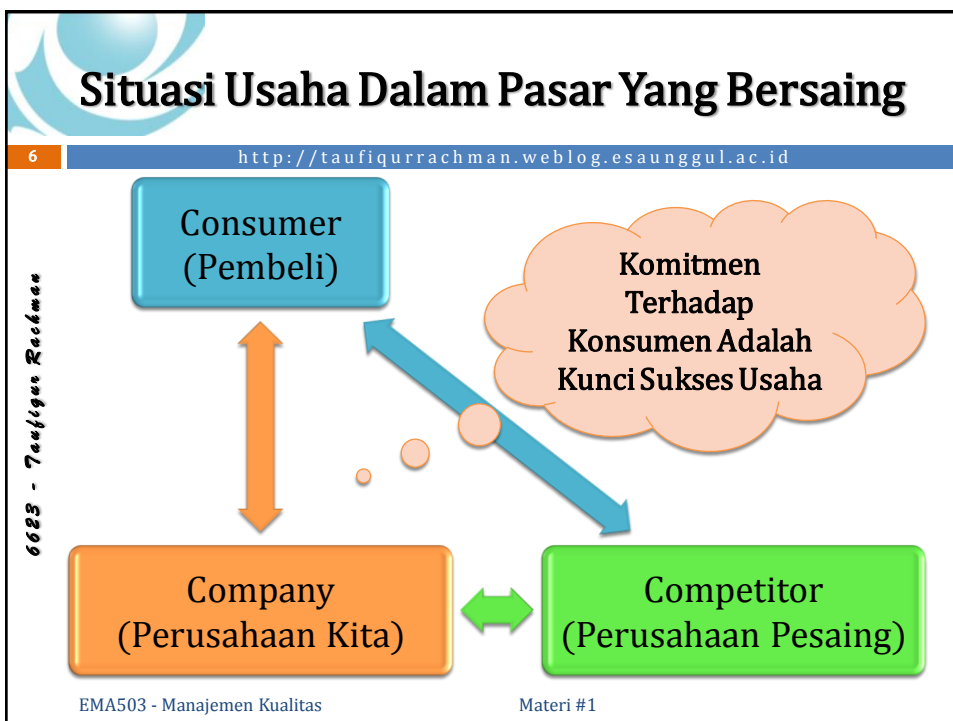 Situasi Usaha Dalam Pasar Yang Bersaing
6
http://taufiqurrachman.weblog.esaunggul.ac.id
6623 - Taufiqur Rachman
Consumer
(Pembeli)
Komitmen
Terhadap
Konsumen Adalah
Kunci Sukses Usaha
Company
(Perusahaan Kita)
Competitor
(Perusahaan Pesaing)
EMA503 - Manajemen Kualitas
Materi #1